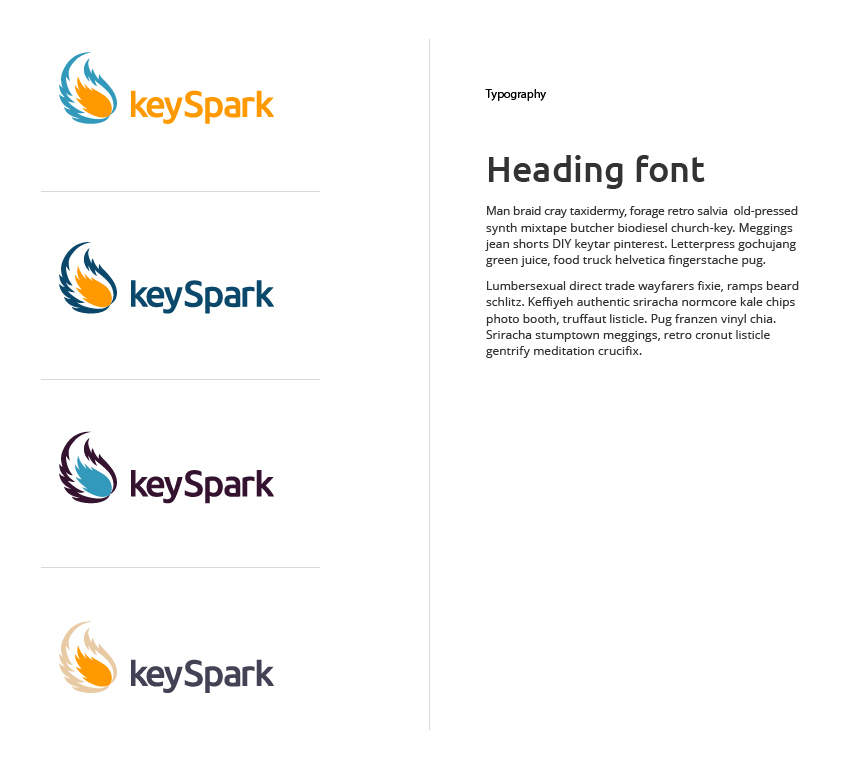 keySpark
keySpark
keySpark
keySpark
Typography
Heading font
Man braid cray taxidermy, forage retro salvia  old-pressed
synth mixtape butcher biodiesel church-key. Meggings
jean shorts DIY keytar pinterest. Letterpress gochujang
green juice, food truck helvetica fingerstache pug.
Lumbersexual direct trade wayfarers fixie, ramps beard
schlitz. Keffiyeh authentic sriracha normcore kale chips
photo booth, truffaut listicle. Pug franzen vinyl chia.
Sriracha stumptown meggings, retro cronut listicle
gentrify meditation crucifix.